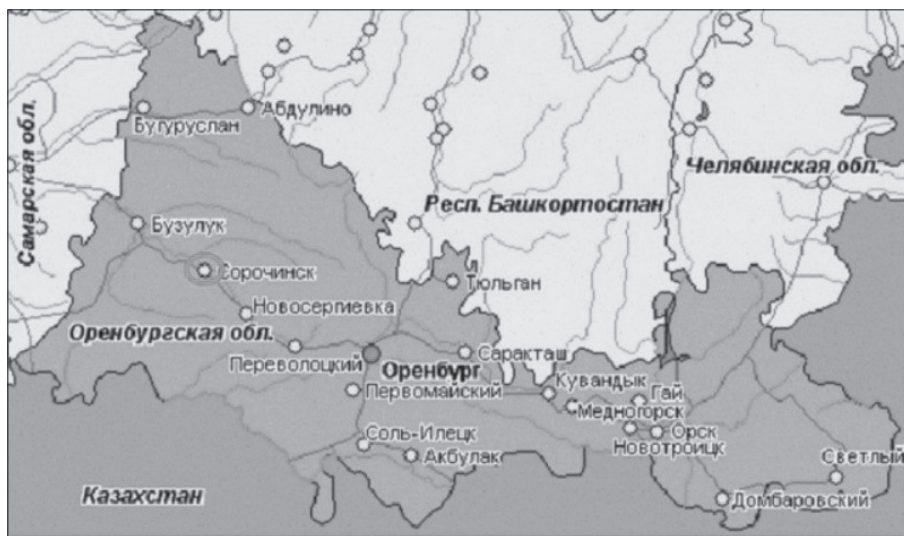 Абдулино
Бугуруслан
Самарская обл.
Челябинская обл.
Респ. Башкортостан
Бузулук
Сорочинск
Тюльган
Новосергиевка
Оренбургская обл.
Переволоцкий
Оренбург
Саракташ
Первомайский
Кувандык
Гай
Медногорск
Соль-Илецк
Орск
Новотроицк
Акбулак
Светлый
Казахстан
Домбаровский